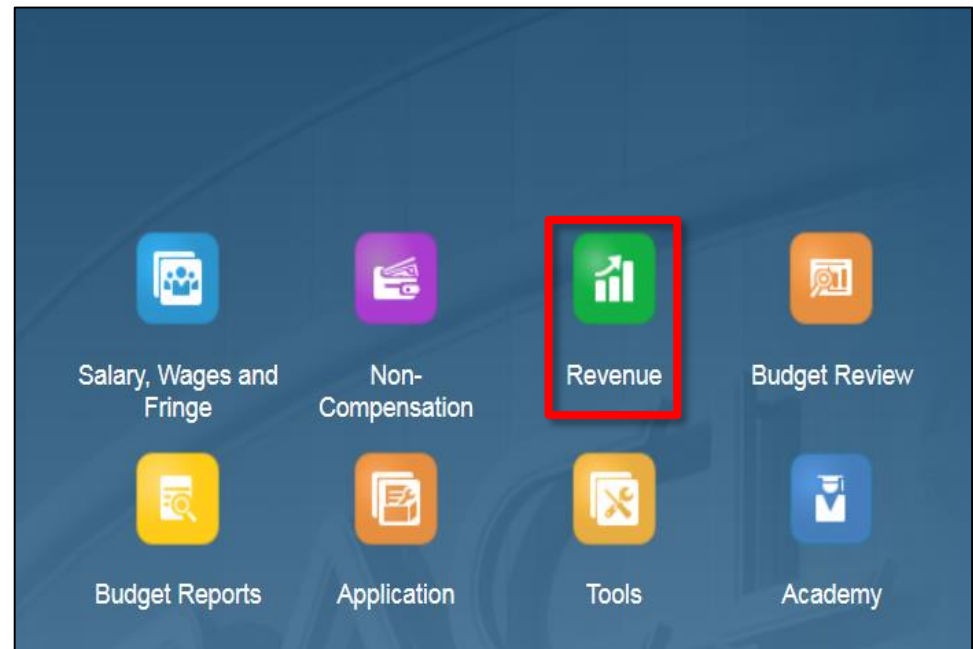 Salary, Wages and
Fringe
Non-
Compensation
Revenue
Budget Review
Budget Reports
Application
Tools
Academy